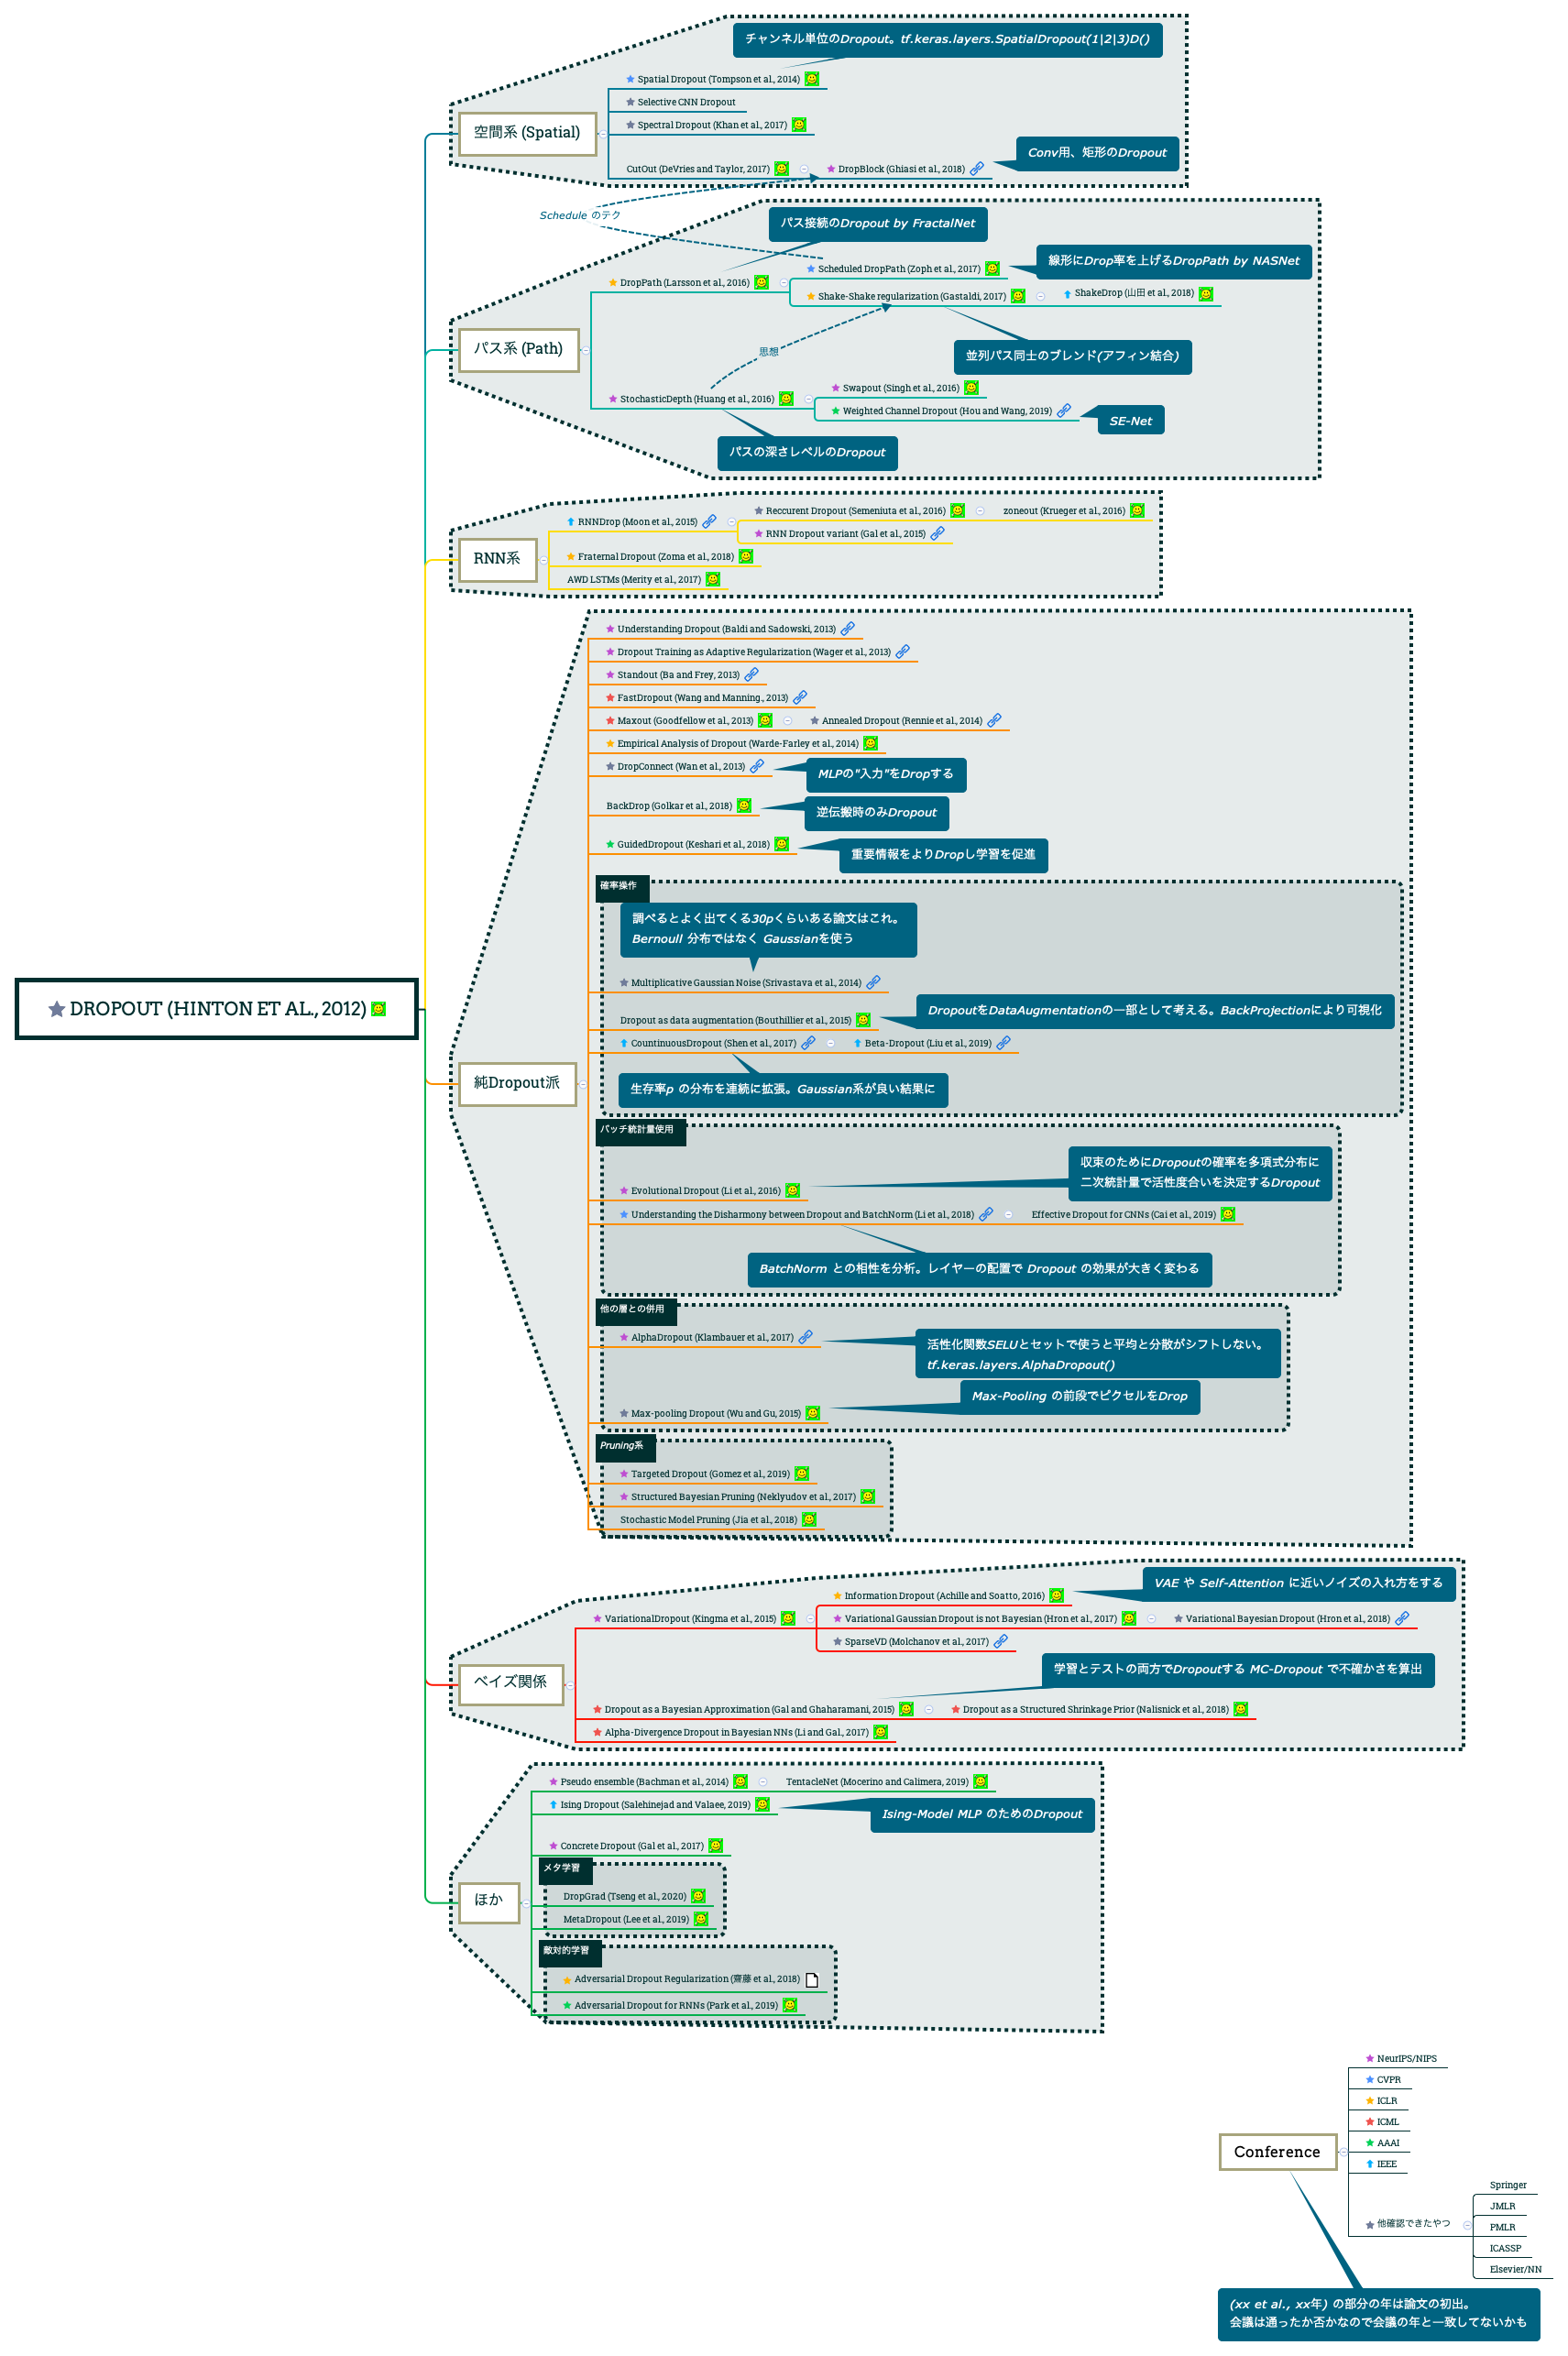 チャンネル単位のDropout。tf.keras.layers.SpatialDropout(1|2|3)D()
Spatial Dropout (Tompson et al., 2014)
Selective CNN Dropout
空間系 (Spatial)
Spectral Dropout (Khan et al., 2017)
Conv用、矩形のDropout
CutOut (DeVries and Taylor, 2017)
DropBlock (Ghiasi et al., 2018)
Schedule のテク
パス接続のDropout by FractalNet
線形にDrop率を上げるDropPath by NASNet
Scheduled DropPath (Zoph et al., 2017)
DropPath (Larsson et al., 2016)
Shake-Shake regularization (Gastaldi, 2017)
ShakeDrop (山田 et al., 2018)
パス系 (Path)
思想
並列パス同士のブレンド(アフィン結合)
Swapout (Singh et al., 2016)
StochasticDepth (Huang et al., 2016)
Weighted Channel Dropout (Hou and Wang, 2019)
SE-Net
パスの深さレベルのDropout
Reccurent Dropout (Semeniuta et al., 2016)
zoneout (Krueger et al., 2016)
RNNDrop (Moon et al., 2015)
RNN Dropout variant (Gal et al., 2015)
RNN系
Fraternal Dropout (Zoma et al., 2018)
AWD LSTMs (Merity et al., 2017)
Understanding Dropout (Baldi and Sadowski, 2013)
Dropout Training as Adaptive Regularization (Wager et al., 2013)
Standout (Ba and Frey, 2013)
FastDropout (Wang and Manning., 2013)
Maxout (Goodfellow et al., 2013)
Annealed Dropout (Rennie et al., 2014)
Empirical Analysis of Dropout (Warde-Farley et al., 2014)
DropConnect (Wan et al., 2013)
MLPの"入力"をDropする
BackDrop (Golkar et al., 2018)
逆伝搬時のみDropout
GuidedDropout (Keshari et al., 2018)
重要情報をよりDropし学習を促進
確率操作
調べるとよく出てくる30pくらいある論文はこれ。
Bernoull 分布ではなく Gaussianを使う
Multiplicative Gaussian Noise (Srivastava et al., 2014)
DROPOUT (HINTON ET AL., 2012)
DropoutをDataAugmentationの一部として考える。BackProjectionにより可視化
Dropout as data augmentation (Bouthillier et al., 2015)
CountinuousDropout (Shen et al., 2017)
Beta-Dropout (Liu et al., 2019)
純Dropout派
生存率p の分布を連続に拡張。Gaussian系が良い結果に
バッチ統計量使用
収束のためにDropoutの確率を多項式分布に
二次統計量で活性度合いを決定するDropout
Evolutional Dropout (Li et al., 2016)
Understanding the Disharmony between Dropout and BatchNorm (Li et al., 2018)
Effective Dropout for CNNs (Cai et al., 2019)
BatchNorm との相性を分析。レイヤーの配置で Dropout の効果が大きく変わる
他の層との併用
AlphaDropout (Klambauer et al., 2017)
活性化関数SELUとセットで使うと平均と分散がシフトしない。
tf.keras.layers.AlphaDropout()
Max-Pooling の前段でピクセルをDrop
Max-pooling Dropout (Wu and Gu, 2015)
Pruning系
Targeted Dropout (Gomez et al., 2019)
Structured Bayesian Pruning (Neklyudov et al., 2017)
Stochastic Model Pruning (Jia et al., 2018)
VAE や Self-Attention に近いノイズの入れ方をする
Information Dropout (Achille and Soatto, 2016)
VariationalDropout (Kingma et al., 2015)
Variational Gaussian Dropout is not Bayesian (Hron et al., 2017)
Variational Bayesian Dropout (Hron et al., 2018)
SparseVD (Molchanov et al., 2017)
学習とテストの両方でDropoutする MC-Dropout で不確かさを算出
ベイズ関係
Dropout as a Bayesian Approximation (Gal and Ghaharamani, 2015)
Dropout as a Structured Shrinkage Prior (Nalisnick et al., 2018)
Alpha-Divergence Dropout in Bayesian NNs (Li and Gal., 2017)
Pseudo ensemble (Bachman et al., 2014)
TentacleNet (Mocerino and Calimera, 2019)
Ising Dropout (Salehinejad and Valaee, 2019)
Ising-Model MLP のためのDropout
Concrete Dropout (Gal et al., 2017)
メタ学習
DropGrad (Tseng et al., 2020)
ほか
MetaDropout (Lee et al., 2019)
敵対的学習
Adversarial Dropout Regularization (齋藤 et al., 2018)
Adversarial Dropout for RNNs (Park et al., 2019)
NeurIPS/NIPS
CVPR
ICLR
ICML
AAAI
Conference
IEEE
Springer
JMLR
他確認できたやつ
PMLR
ICASSP
Elsevier/NN
(xx et al., xx年) の部分の年は論文の初出。
会議は通ったか否かなので会議の年と一致してないかも